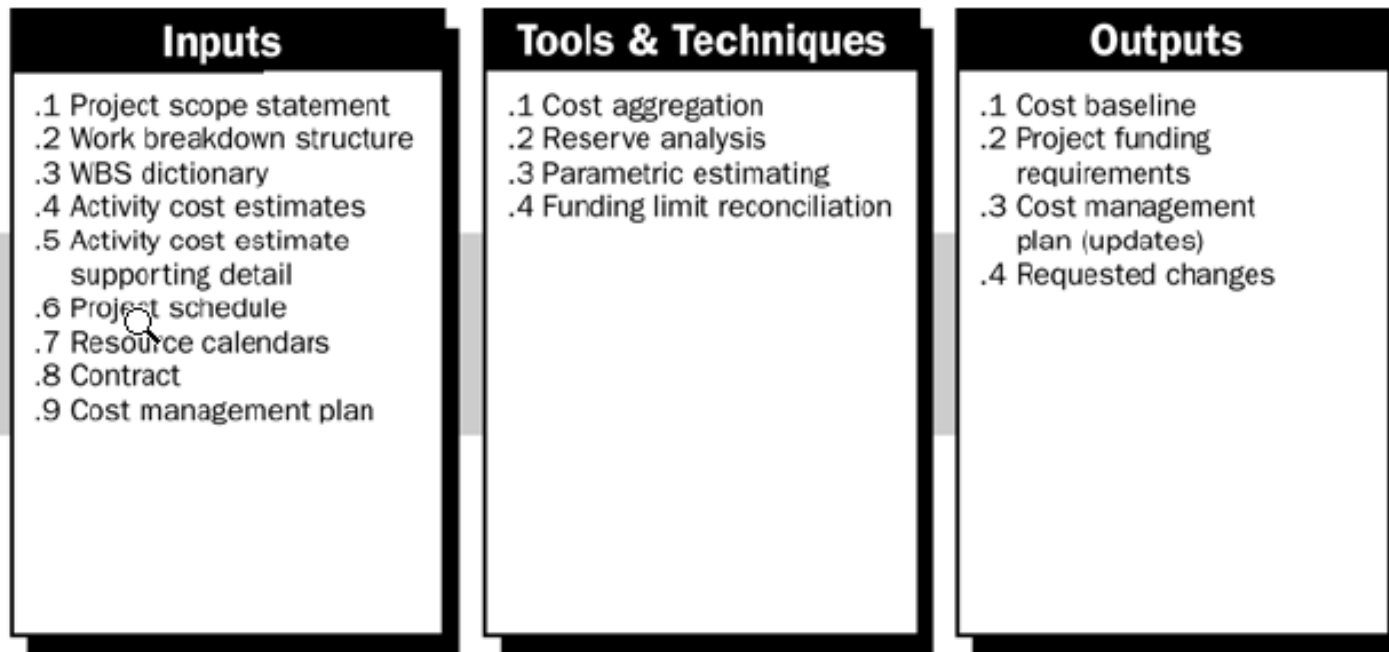 Inputs
.1 Project scope statement
.2 Work breakdown structure
.3 WBS dictionary
.4 Activity cost estimates
.5 Activity cost estimate
supporting detail
.6 Project schedule
.7 Resource calendars
.8 Contract
.9 Cost management plan
Tools & Techniques
.1 Cost aggregation
.2 Reserve analysis
.3 Parametric estimating
.4 Funding limit reconciliation
Outputs
.1 Cost baseline
.2 Project funding
requirements
.3 Cost management
plan (updates)
.4 Requested changes